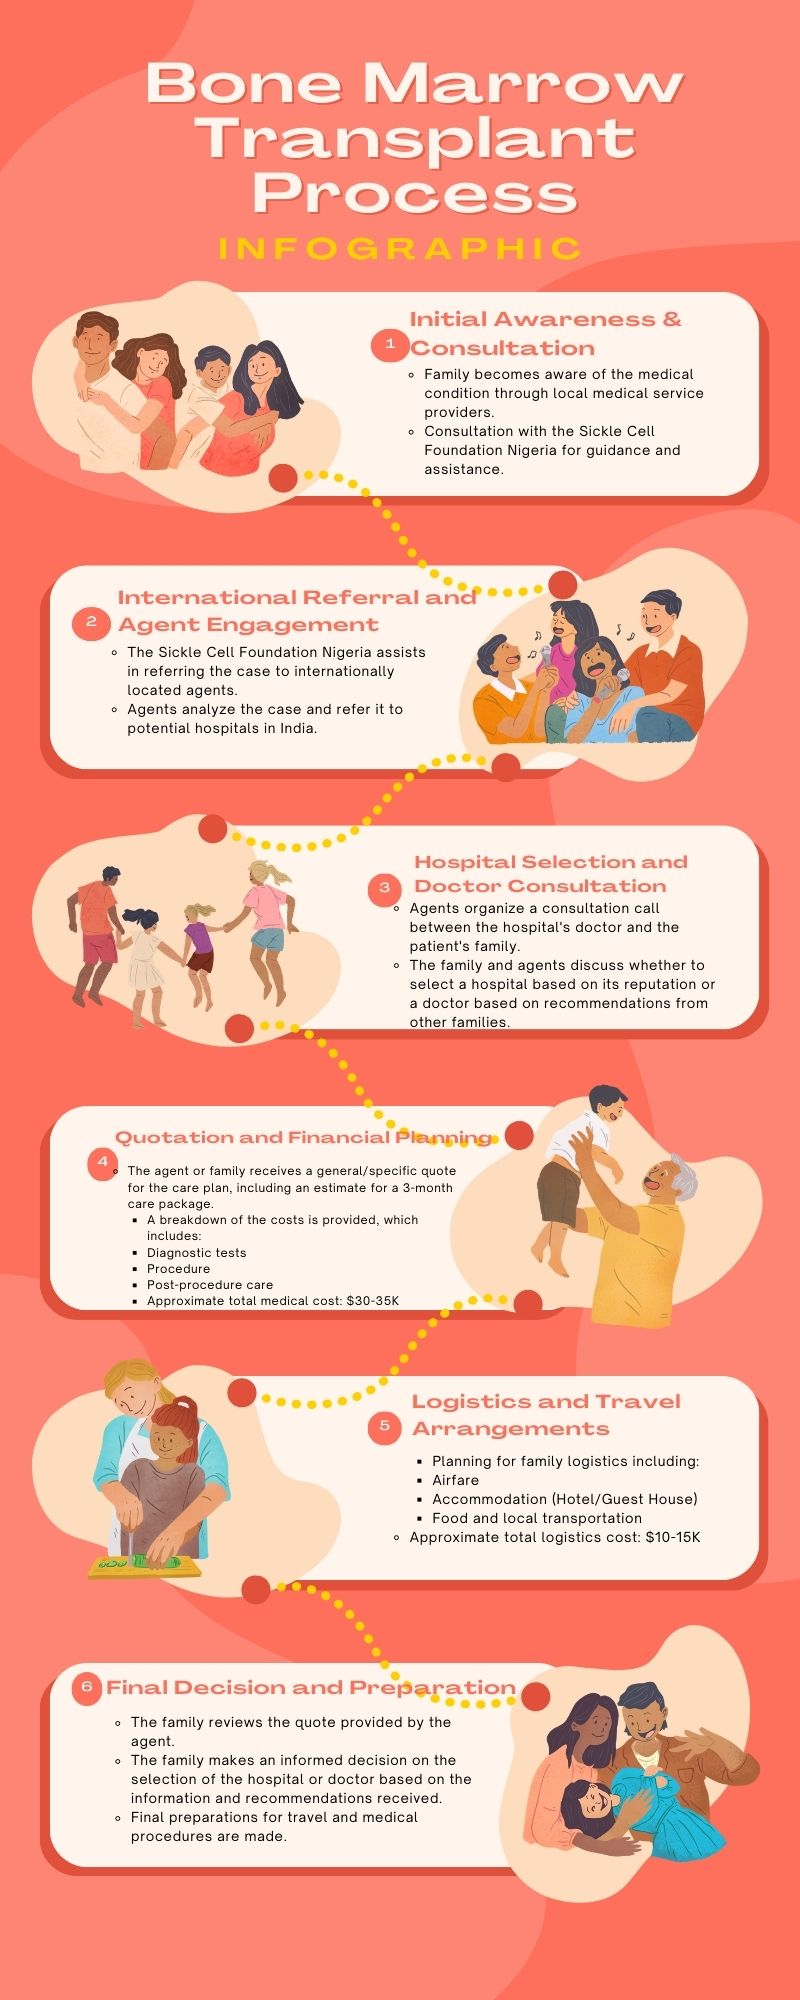 Bone Marrow
Transplant
Process
INFOGRAPHIC
1
Initial Awareness &
Consultation
Family becomes aware of the medical
condition through local medical service
providers.
Consultation with the Sickle Cell
Foundation Nigeria for guidance and
assistance.
2
International Referral and
Agent Engagement
The Sickle Cell Foundation Nigeria assists
in referring the case to internationally
located agents.
Agents analyze the case and refer it to
potential hospitals in India.
3
Hospital Selection and
Doctor Consultation
Agents organize a consultation call
between the hospital's doctor and the
patient's family.
The family and agents discuss whether to
select a hospital based on its reputation or
a doctor based on recommendations from
other families.
4
Quotation and Financial Planning
The agent or family receives a general/specific quote
for the care plan, including an estimate for a 3-month
care package.
A breakdown of the costs is provided, which
includes:
Diagnostic tests
Procedure
Post-procedure care
Approximate total medical cost: $30-35K
5
Logistics and Travel
Arrangements
Planning for family logistics including:
Airfare
Accommodation (Hotel/Guest House)
Food and local transportation
Approximate total logistics cost: $10-15K
6
Final Decision and Preparation
The family reviews the quote provided by the
agent.
The family makes an informed decision on the
selection of the hospital or doctor based on the
information and recommendations received.
Final preparations for travel and medical
procedures are made.